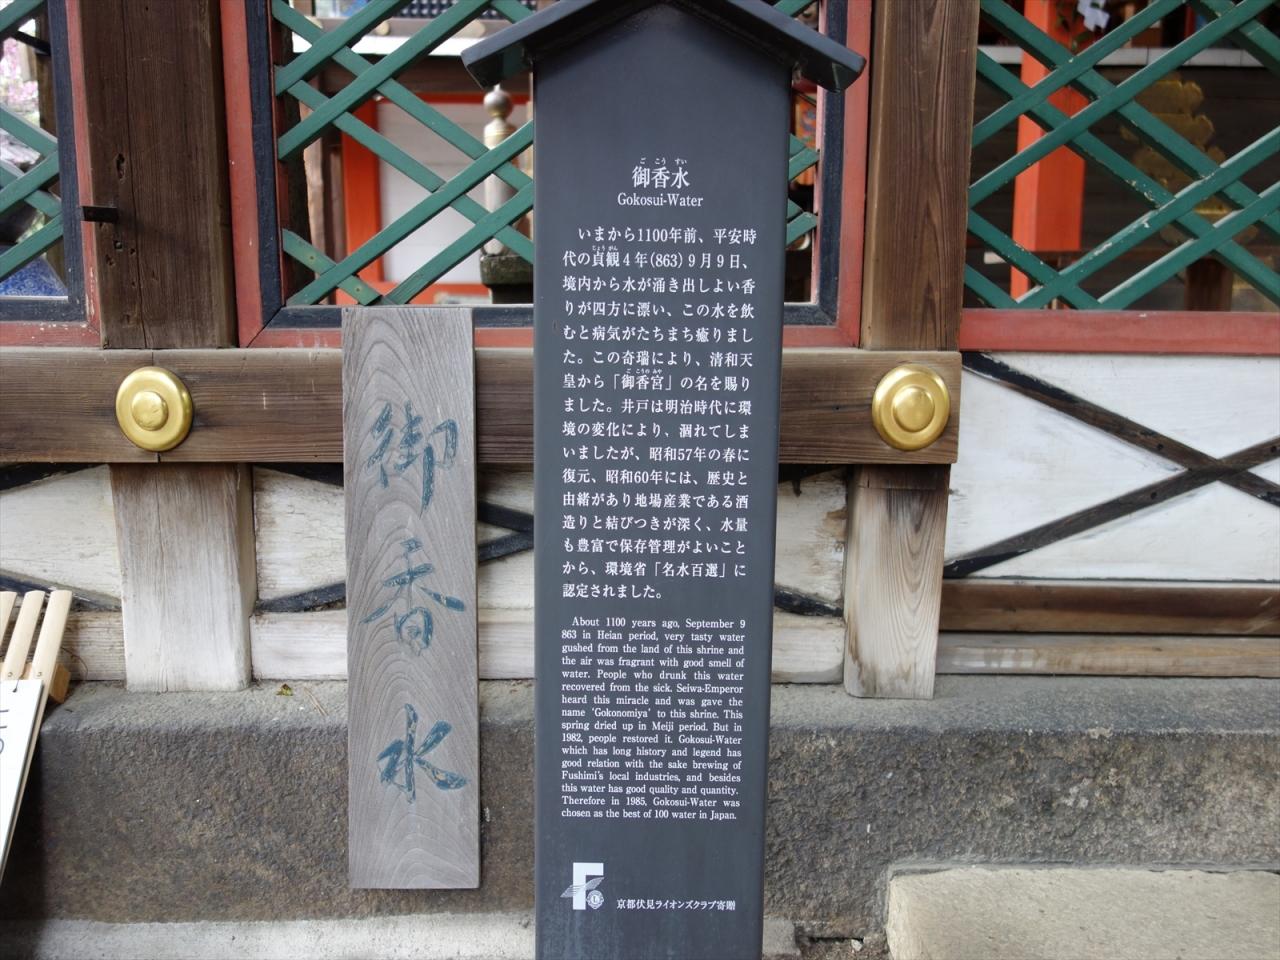 御香水
ご こう すい
御香水
Gokosui-Water
いまから1100年前、平安時
じょう がん
代の貞観4年(863)9月9日、
境内から水が涌き出しよい香
りが四方に漂い、この水を飲
むと病気がたちまち癒りまし
た。この奇瑞により、清和天
ご こうの みや
皇から「御香宮」の名を賜り
ました。井戸は明治時代に環
境の変化により、涸れてしま
いましたが、昭和57年の春に
復元、昭和60年には、歴史と
由緒があり地場産業である酒
造りと結びつきが深く、水量
も豊富で保存管理がよいこと
から、環境省「名水百選」に
認定されました。
About 1100 years ago, September 9
863 in Heian period, very tasty water
gushed from the land of this shrine and
the air was fragrant with good smell of
water. People who drunk this water
recovered from the sick. Seiwa-Emperor
heard this miracle and was gave the
name 'Gokonomiya' to this shrine. This
spring dried up in Meiji period. But in
1982, people restored it. Gokosui-Water
which has long history and legend has
good relation with the sake brewing of
Fushimi's local industries, and besides
this water has good quality and quantity.
Therefore in 1985, Gokosui-Water was
chosen as the best of 100 water in Japan.
F
L
京都伏見ライオンズクラブ寄贈